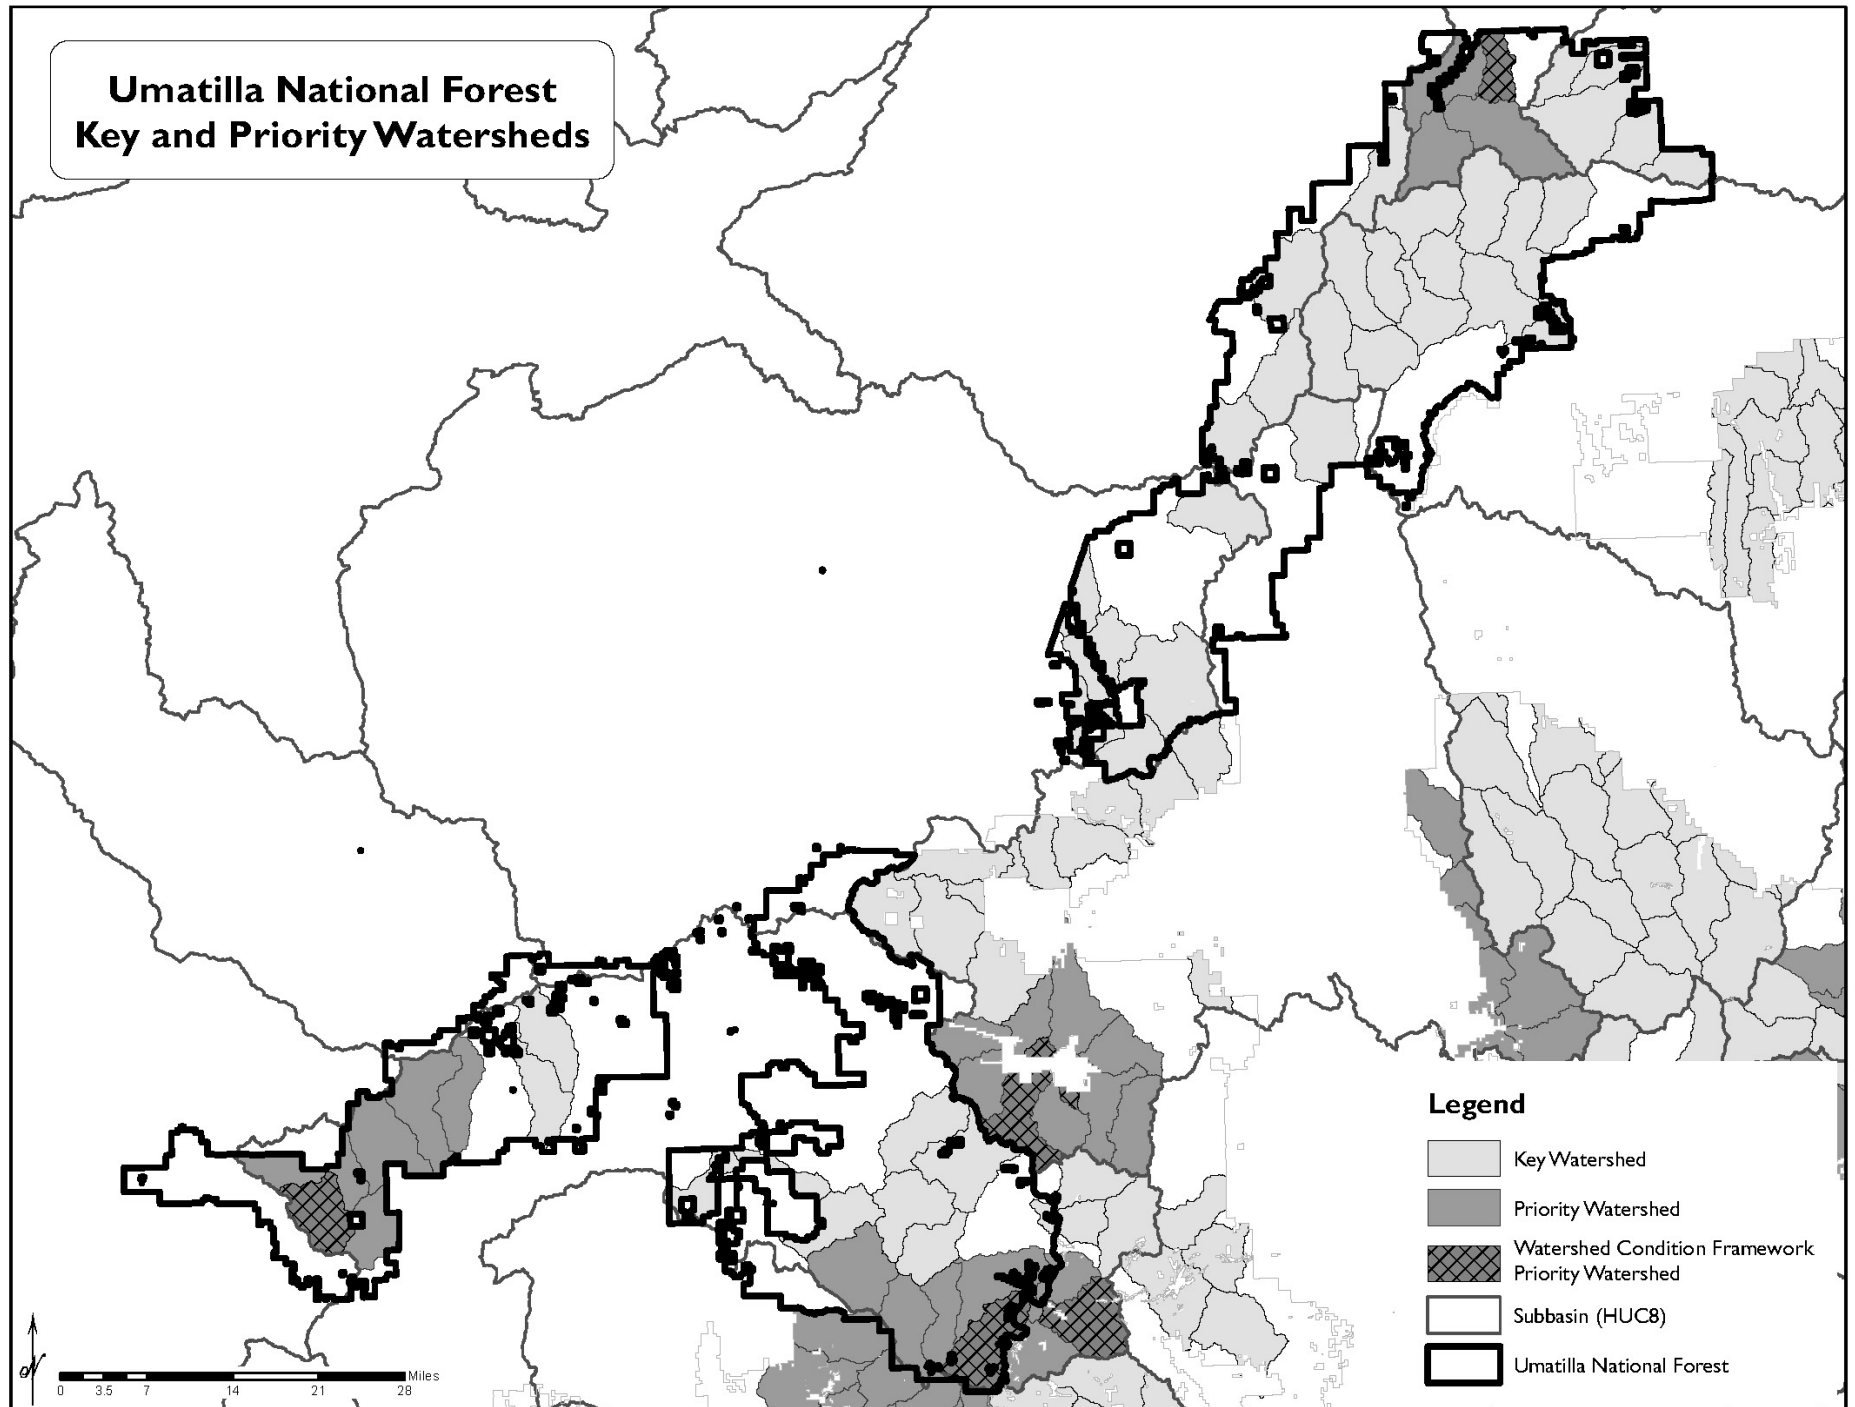 Umatilla National Forest
Key and Priority Watersheds
Legend
Key Watershed
Priority Watershed
Watershed Condition Framework
Priority Watershed
Subbasin (HUC8)
Umatilla National Forest
N
Miles
0 3.5 7 14 21 28